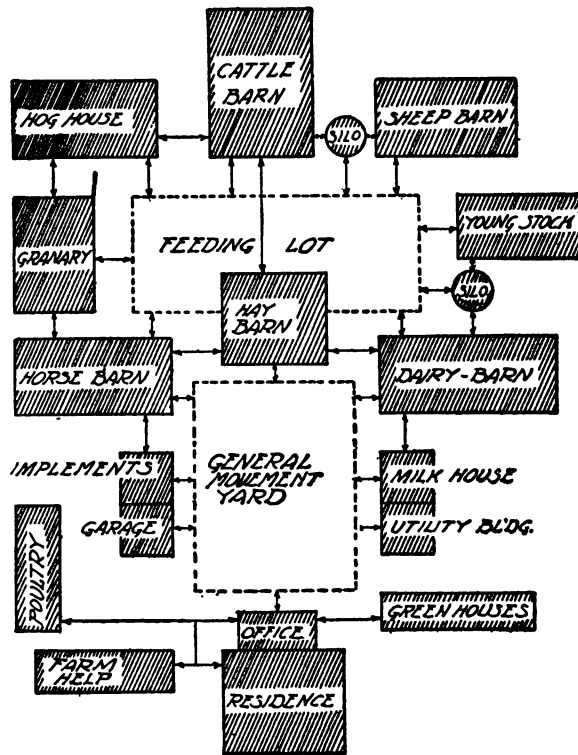 CATTLE
BARN
HOG HOUSE
SILO
SHEEP BARN
YOUNG STOCK
FEEDING LOT
GRANARY
SILO
HAY
BARN
HORSE BARN
DAIRY-BARN
IMPLEMENTS
GENERAL
MOVEMENT
YARD
MILK HOUSE
GARAGE
UTILITY BL'DG.
POULTRY
GREEN HOUSES
OFFICE
FARM
HELP
RESIDENCE